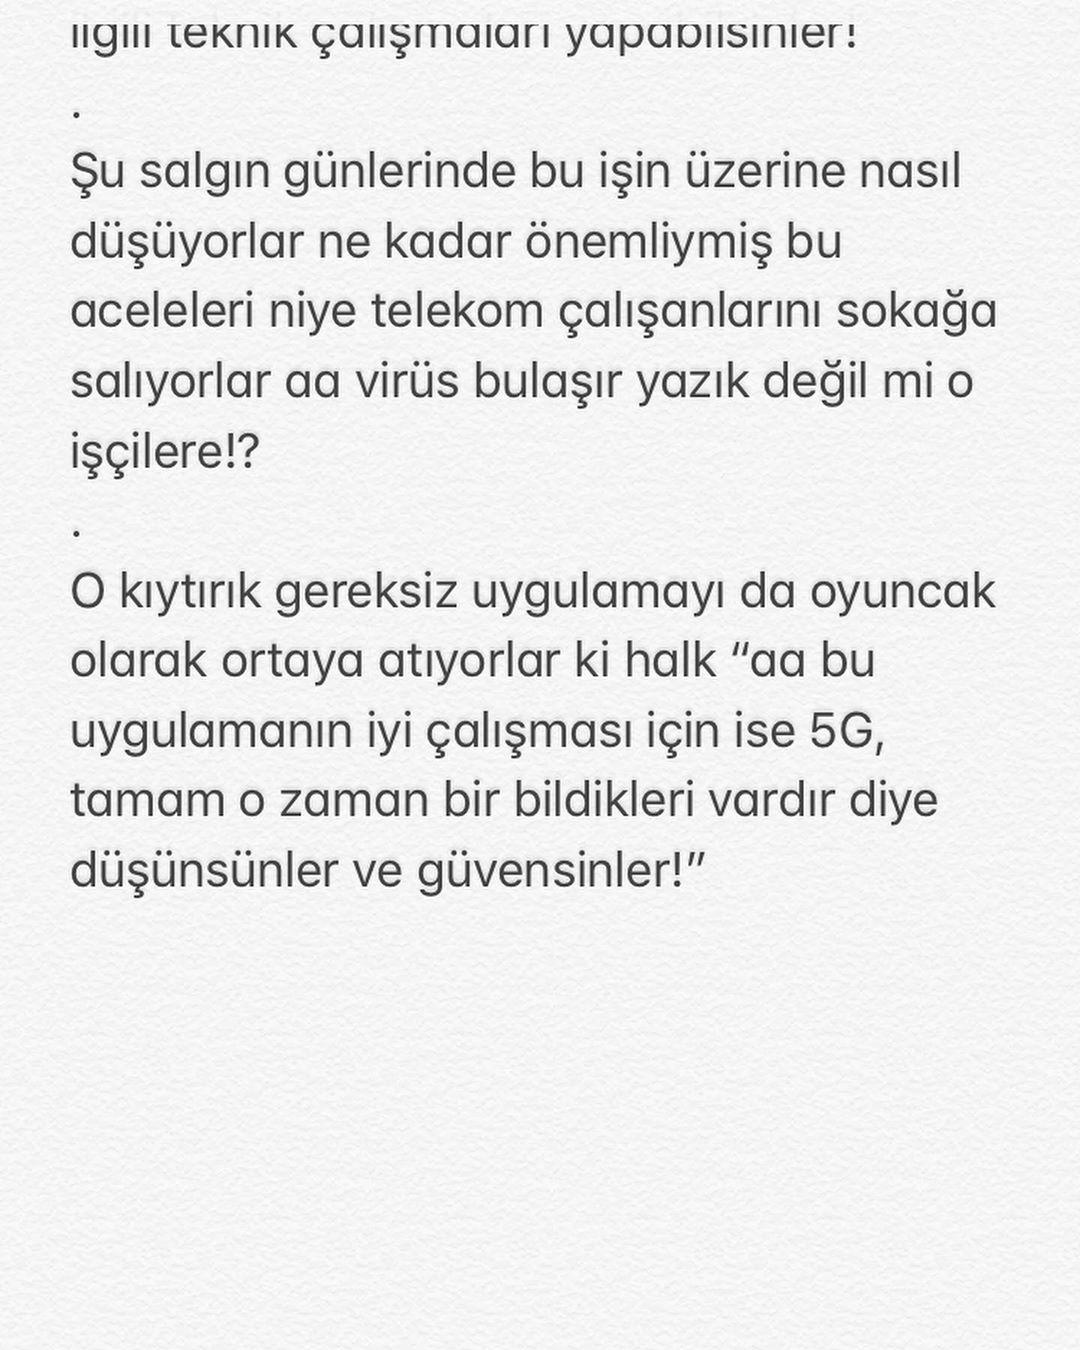 ilgili teknik çalışmaları yapabilsinler!
.
Şu salgın günlerinde bu işin üzerine nasıl
düşüyorlar ne kadar önemliymiş bu
aceleleri niye telekom çalışanlarını sokağa
salıyorlar aa virüs bulaşır yazık değil mi o
işçilere!?
.
O kıytırık gereksiz uygulamayı da oyuncak
olarak ortaya atıyorlar ki halk “aa bu
uygulamanın iyi çalışması için ise 5G,
tamam o zaman bir bildikleri vardır diye
düşünsünler ve güvensinler!”